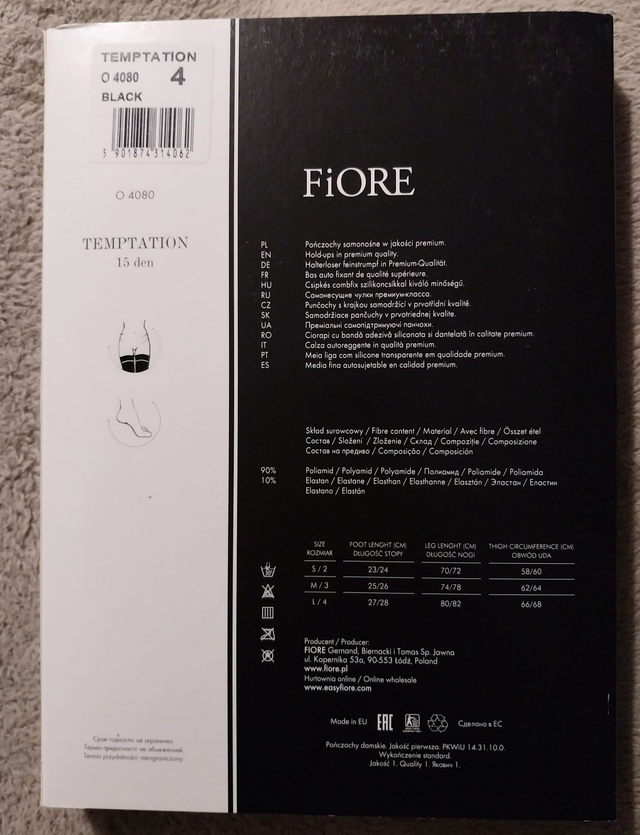 TEMPTATION
O 4080 4
BLACK
5 901874 314062
O 4080
TEMPTATION
15 den
Срок годности: не ограничен
Термін придатності не обмежений.
Termin przydatności nieograniczony
FiORE
PL Pończochy samonośne w jakości premium.
EN Hold-ups in premium quality.
DE Halterloser feinstrumpf in Premium-Qualität.
FR Bas auto fixant de qualité supérieure.
HU Csipkés combfix szilikoncsíkkal kiváló minőségű.
RU Самонесущие чулки премиум-класса.
CZ Punčochy s krajkou samodržící v prvotřídní kvalitě.
SK Samodržiace pančuchy v prvotriednej kvalite.
UA Преміальні самопідтримуючі панчохи.
RO Ciorapi cu bandă adezivă siliconata si dantelată în calitate premium.
IT Calza autoreggente in qualità premium.
PT Meia liga com silicone transparente em qualidade premium.
ES Media fina autosujetable en calidad premium.
Skład surowcowy / Fibre content / Material / Avec fibre / Összet étel
Состав / Složení / Zloženie / Склад / Compoziție / Composizione
Состав на предиво / Composição / Composición
90% Poliamid / Polyamid / Polyamide / Полиамид / Poliamide / Poliamida
10% Elastan / Elastane / Elasthan / Elasthanne / Elasztán / Эластан / Еластин
Elastano / Elastán
SIZE FOOT LENGHT (CM) LEG LENGHT (CM) THIGH CIRCUMFERENCE (CM)
ROZMIAR DŁUGOŚĆ STOPY DŁUGOŚĆ NOGI OBWÓD UDA
S / 2 23/24 70/72 58/60
M / 3 25/26 74/78 62/64
L / 4 27/28 80/82 66/68
Producent / Producer:
FIORE Gernand, Biernacki i Tomas Sp. Jawna
ul. Kopernika 53a, 90-553 Łódź, Poland
www.fiore.pl
Hurtownia online / Online wholesale
www.easyfiore.com
Made in EU EAC Сделано в ЕС
Pończochy damskie. Jakość pierwsza. PKWiU 14.31.10.0.
Wykończenie standard.
Jakość 1. Quality 1. Якович 1.